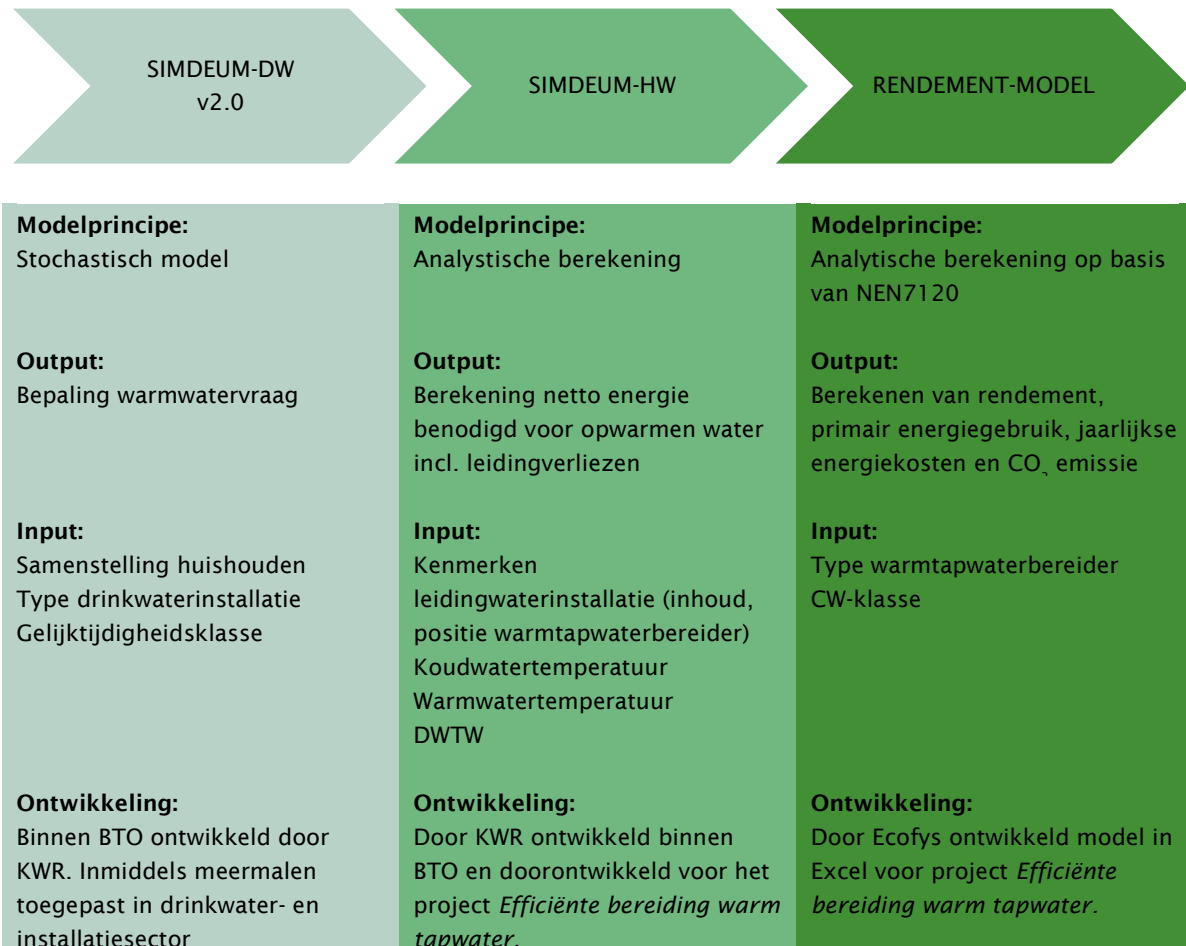 SIMDEUM-DW
v2.0
SIMDEUM-HW
RENDEMENT-MODEL
Modelprincipe:
Stochastisch model
Output:
Bepaling warmwatervraag
Input:
Samenstelling huishouden
Type drinkwaterinstallatie
Gelijktijdigheidsklasse
Ontwikkeling:
Binnen BTO ontwikkeld door
KWR. Inmiddels meermalen
toegepast in drinkwater- en
installatiesector
Modelprincipe:
Analystische berekening
Output:
Berekening netto energie
benodigd voor opwarmen water
incl. leidingverliezen
Input:
Kenmerken
leidingwaterinstallatie (inhoud,
positie warmtapwaterbereider)
Koudwatertemperatuur
Warmwatertemperatuur
DWTW
Ontwikkeling:
Door KWR ontwikkeld binnen
BTO en doorontwikkeld voor het
project Efficiënte bereiding warm
tapwater.
Modelprincipe:
Analytische berekening op basis
van NEN7120
Output:
Berekenen van rendement,
primair energiegebruik, jaarlijkse
energiekosten en CO₂ emissie
Input:
Type warmtapwaterbereider
CW-klasse
Ontwikkeling:
Door Ecofys ontwikkeld model in
Excel voor project Efficiënte
bereiding warm tapwater.